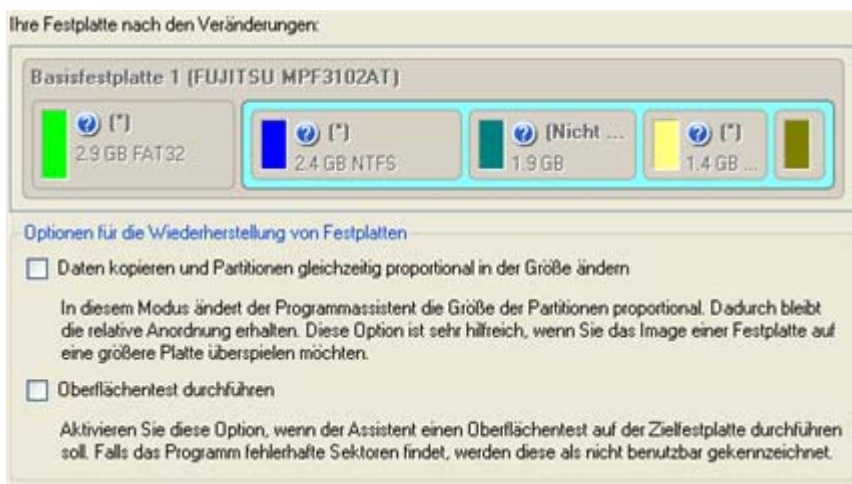 Ihre Festplatte nach den Veränderungen:
Basisfestplatte 1 (FUJITSU MPF3102AT)
(*)
2.9 GB FAT32
(*)
2.4 GB NTFS
(Nicht ...
1.9 GB
(*)
1.4 GB ...
Optionen für die Wiederherstellung von Festplatten
Daten kopieren und Partitionen gleichzeitig proportional in der Größe ändern
In diesem Modus ändert der Programmassistent die Größe der Partitionen proportional. Dadurch bleibt
die relative Anordnung erhalten. Diese Option ist sehr hilfreich, wenn Sie das Image einer Festplatte auf
eine größere Platte überspielen möchten.
Oberflächentest durchführen
Aktivieren Sie diese Option, wenn der Assistent einen Oberflächentest auf der Zielfestplatte durchführen
soll. Falls das Programm fehlerhafte Sektoren findet, werden diese als nicht benutzbar gekennzeichnet.